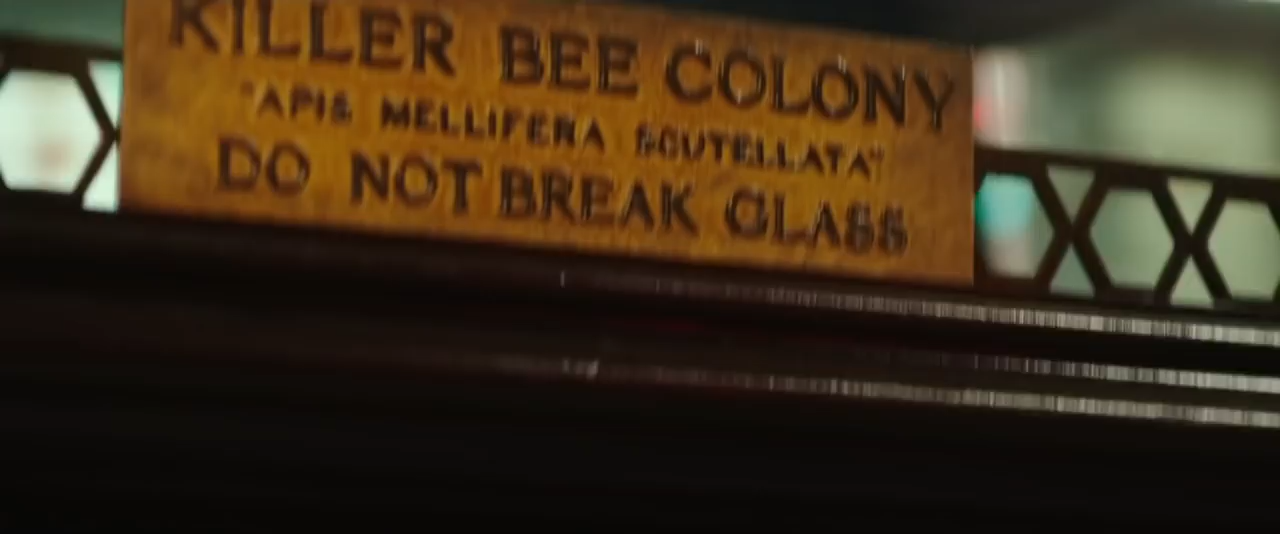 KILLER BEE COLONY
"APIS MELLIFERA SCUTELLATA"
DO NOT BREAK GLASS